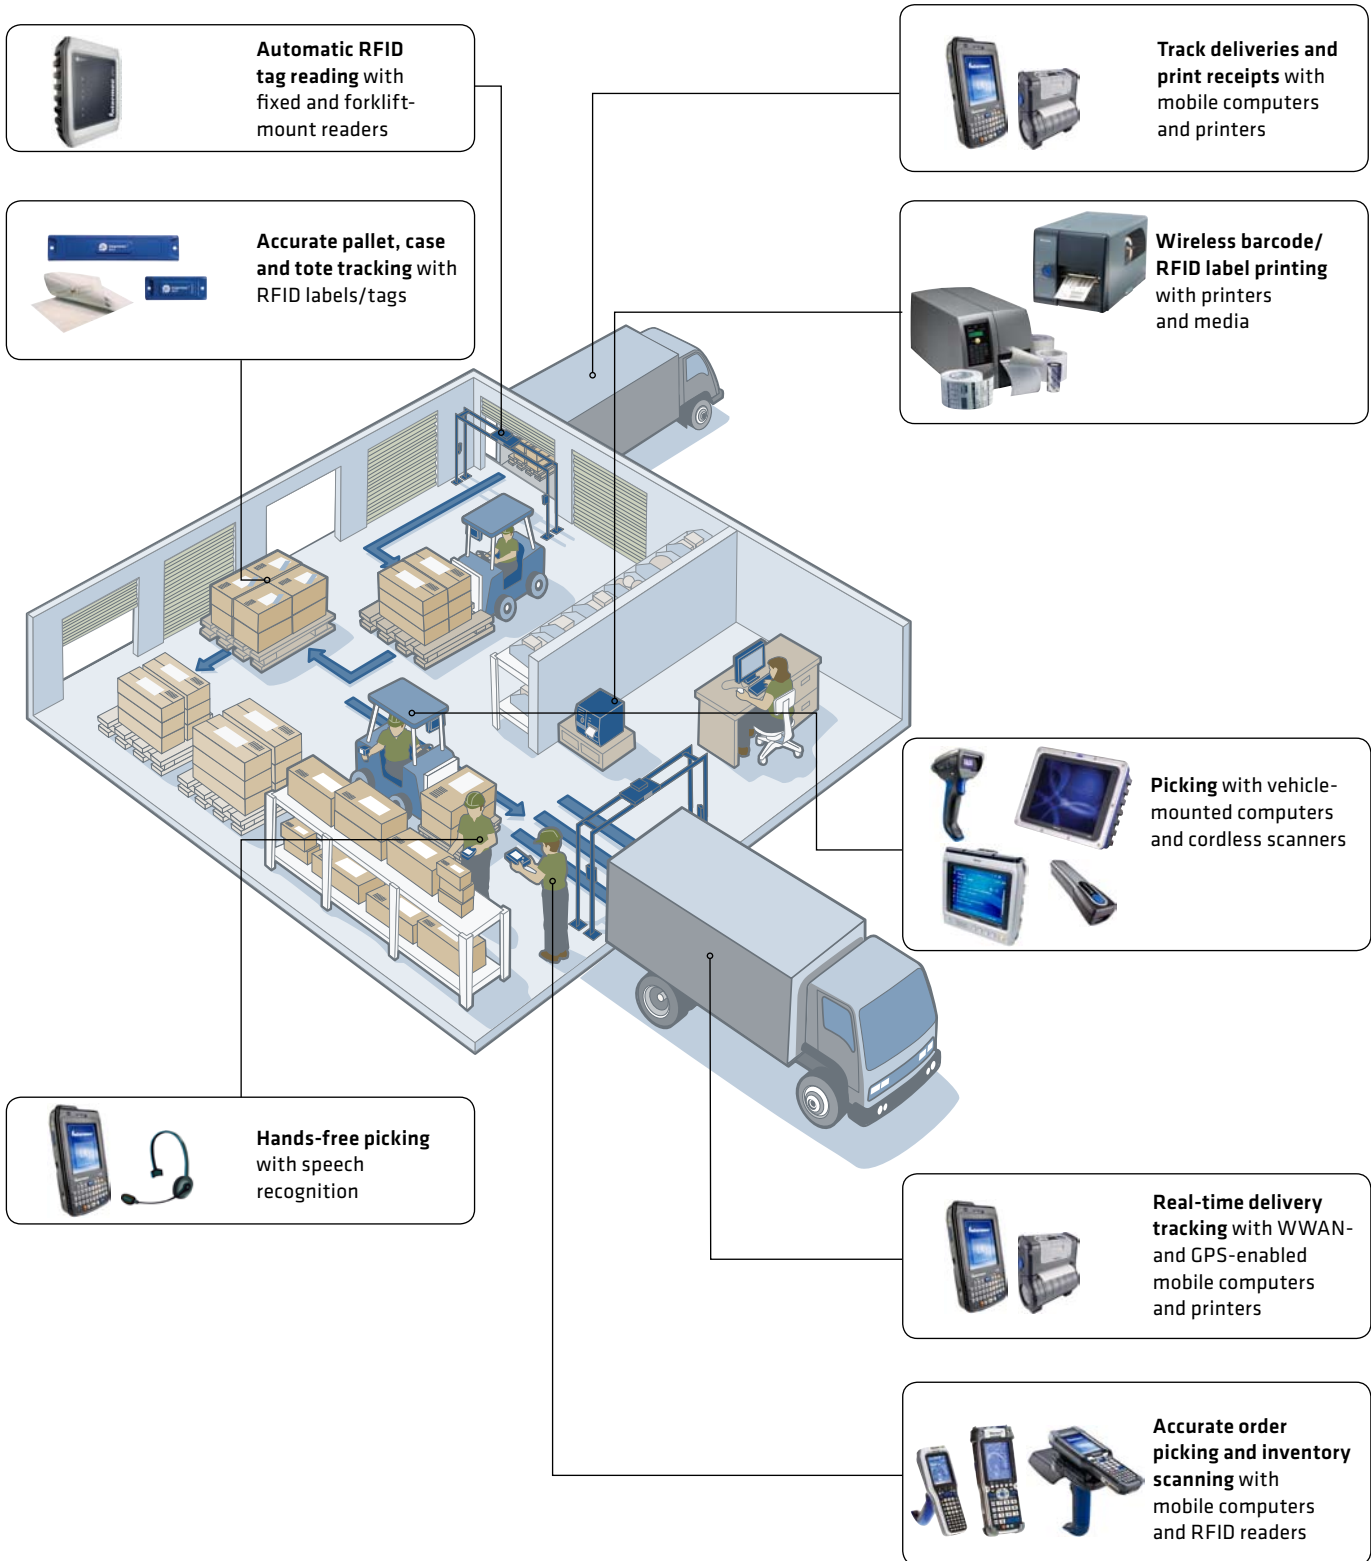 Automatic RFID
tag reading with
fixed and forklift-
mount readers
Track deliveries and
print receipts with
mobile computers
and printers
Accurate pallet, case
and tote tracking with
RFID labels/tags
Wireless barcode/
RFID label printing
with printers
and media
Picking with vehicle-
mounted computers
and cordless scanners
Hands-free picking
with speech
recognition
Real-time delivery
tracking with WWAN-
and GPS-enabled
mobile computers
and printers
Accurate order
picking and inventory
scanning with
mobile computers
and RFID readers